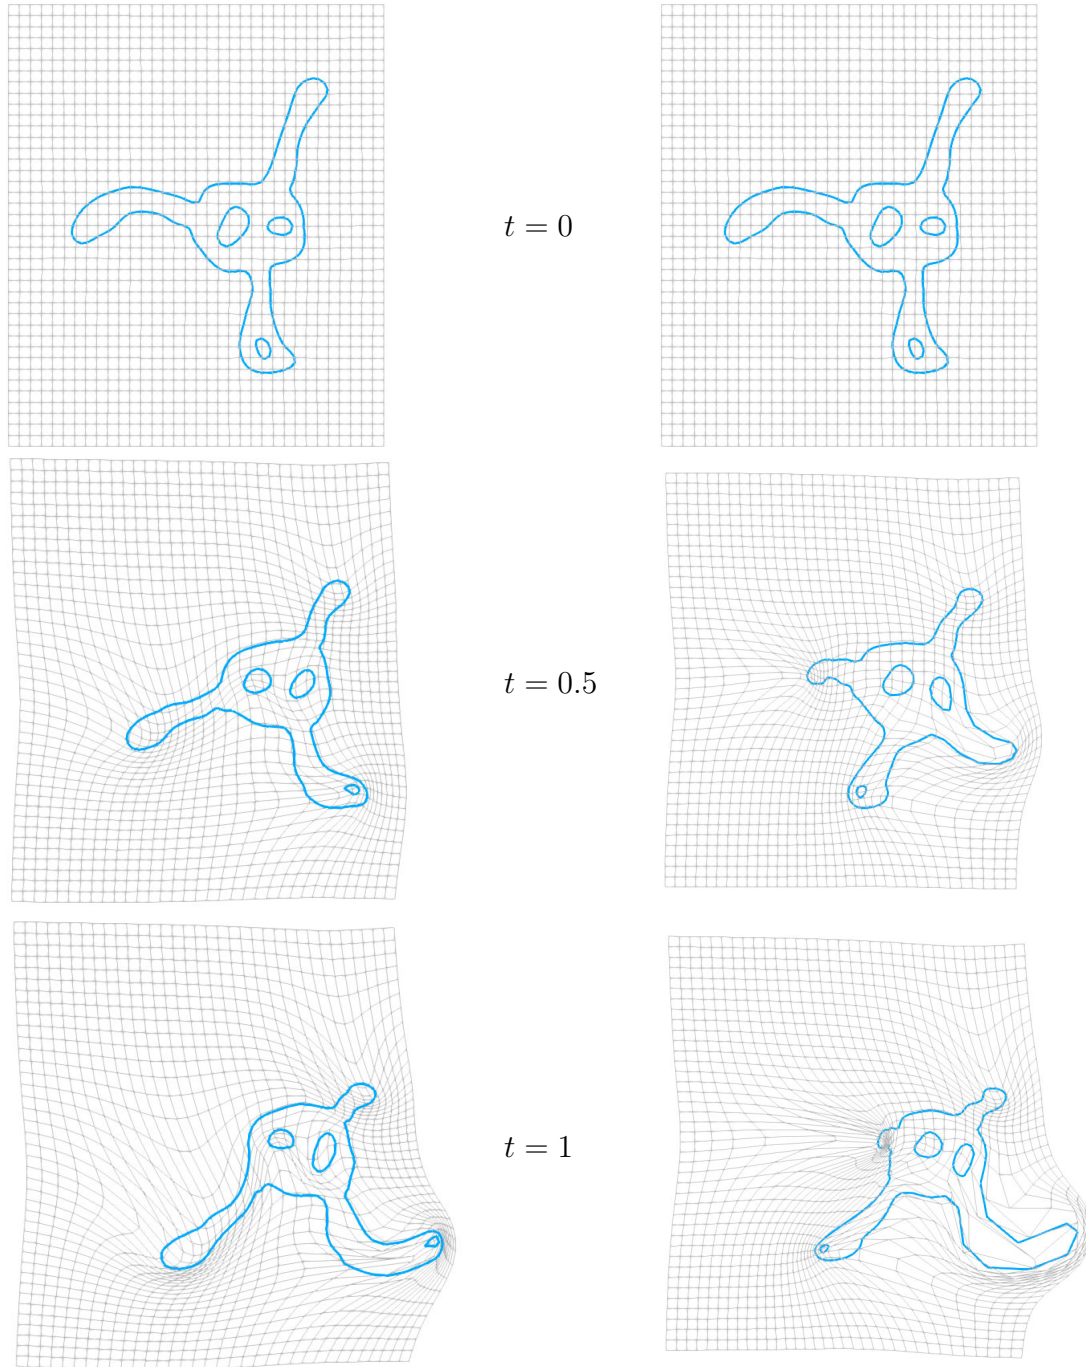 t = 0
t = 0.5
t = 1